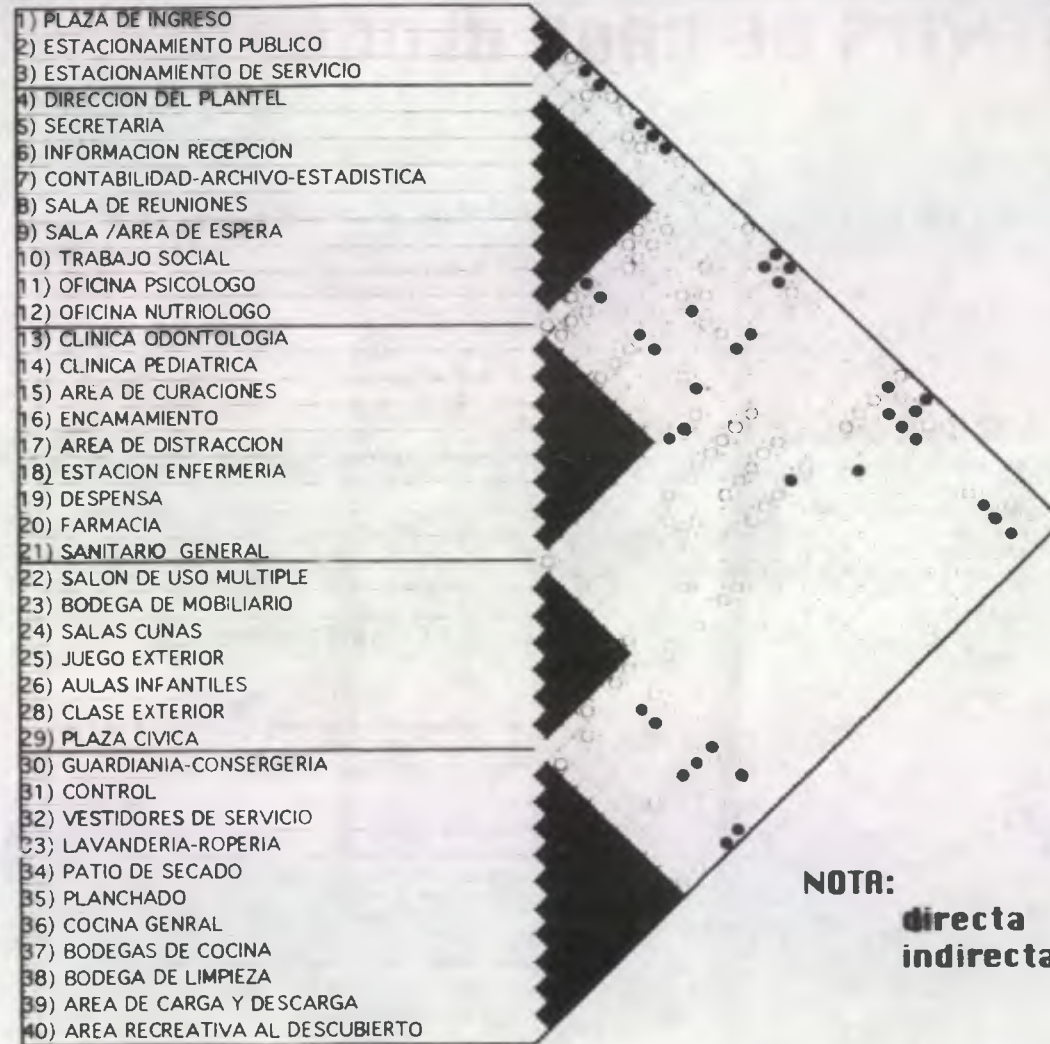 1) PLAZA DE INGRESO
2) ESTACIONAMIENTO PUBLICO
3) ESTACIONAMIENTO DE SERVICIO
4) DIRECCION DEL PLANTEL
5) SECRETARIA
6) INFORMACION RECEPCION
7) CONTABILIDAD-ARCHIVO-ESTADISTICA
8) SALA DE REUNIONES
9) SALA /AREA DE ESPERA
10) TRABAJO SOCIAL
11) OFICINA PSICOLOGO
12) OFICINA NUTRIOLOGO
13) CLINICA ODONTOLOGIA
14) CLINICA PEDIATRICA
15) AREA DE CURACIONES
16) ENCAMAMIENTO
17) AREA DE DISTRACCION
18) ESTACION ENFERMERIA
19) DESPENSA
20) FARMACIA
21) SANITARIO GENERAL
22) SALON DE USO MULTIPLE
23) BODEGA DE MOBILIARIO
24) SALAS CUNAS
25) JUEGO EXTERIOR
26) AULAS INFANTILES
28) CLASE EXTERIOR
29) PLAZA CIVICA
30) GUARDIANIA-CONSERGERIA
31) CONTROL
32) VESTIDORES DE SERVICIO
33) LAVANDERIA-ROPERIA
34) PATIO DE SECADO
35) PLANCHADO
36) COCINA GENRAL
37) BODEGAS DE COCINA
38) BODEGA DE LIMPIEZA
39) AREA DE CARGA Y DESCARGA
40) AREA RECREATIVA AL DESCUBIERTO
NOTA:
directa
indirecta